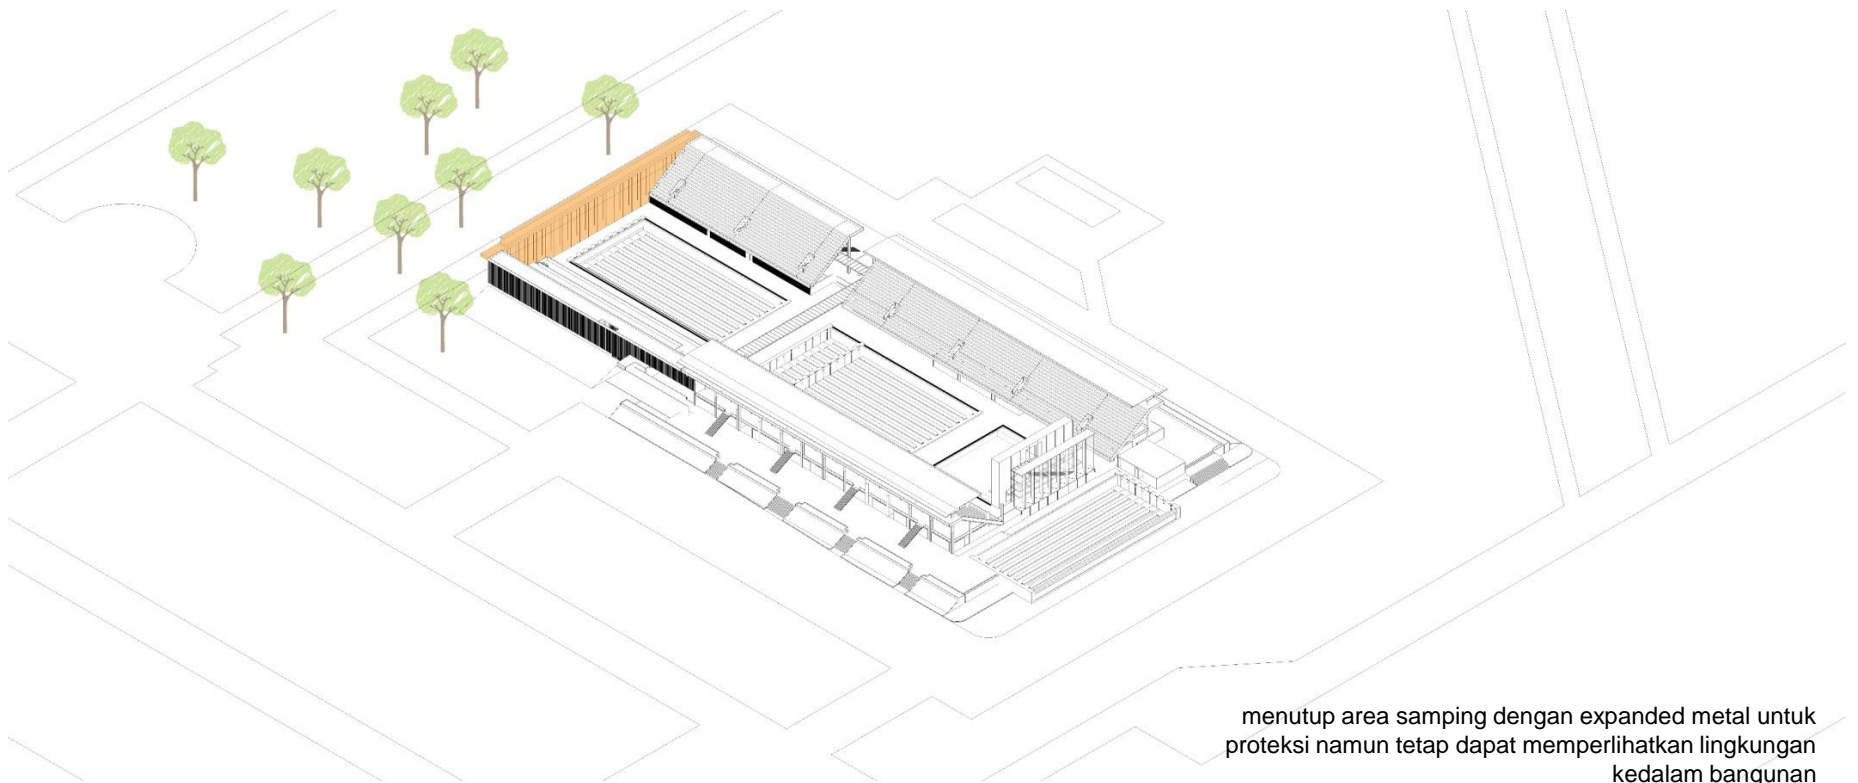 menutup area samping dengan expanded metal untuk
proteksi namun tetap dapat memperlihatkan lingkungan
kedalam bangunan